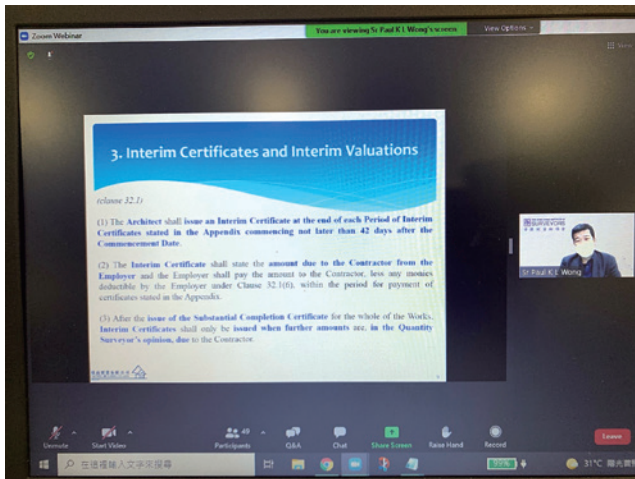 Zoom Webinar
You are viewing Sr Paul K L Wong's screen
View Options
View
3. Interim Certificates and Interim Valuations
(clause 32.1)
(1) The Architect shall issue an Interim Certificate at the end of each Period of Interim
Certificates stated in the Appendix commencing not later than 42 days after the
Commencement Date.
(2) The Interim Certificate shall state the amount due to the Contractor from the
Employer and the Employer shall pay the amount to the Contractor, less any monies
deductible by the Employer under Clause 32.1(6), within the period for payment of
certificates stated in the Appendix.
(3) After the issue of the Substantial Completion Certificate for the whole of the Works,
Interim Certificates shall only be issued when further amounts are, in the Quantity
Surveyor's opinion, due to the Contractor.
SURVEYORS
Sr Paul K L Wong
Unmute
Start Video
Participants
49
Q&A
Chat
Share Screen
Raise Hand
Record
Leave
在這裡輸入文字來搜尋
99%
31°C